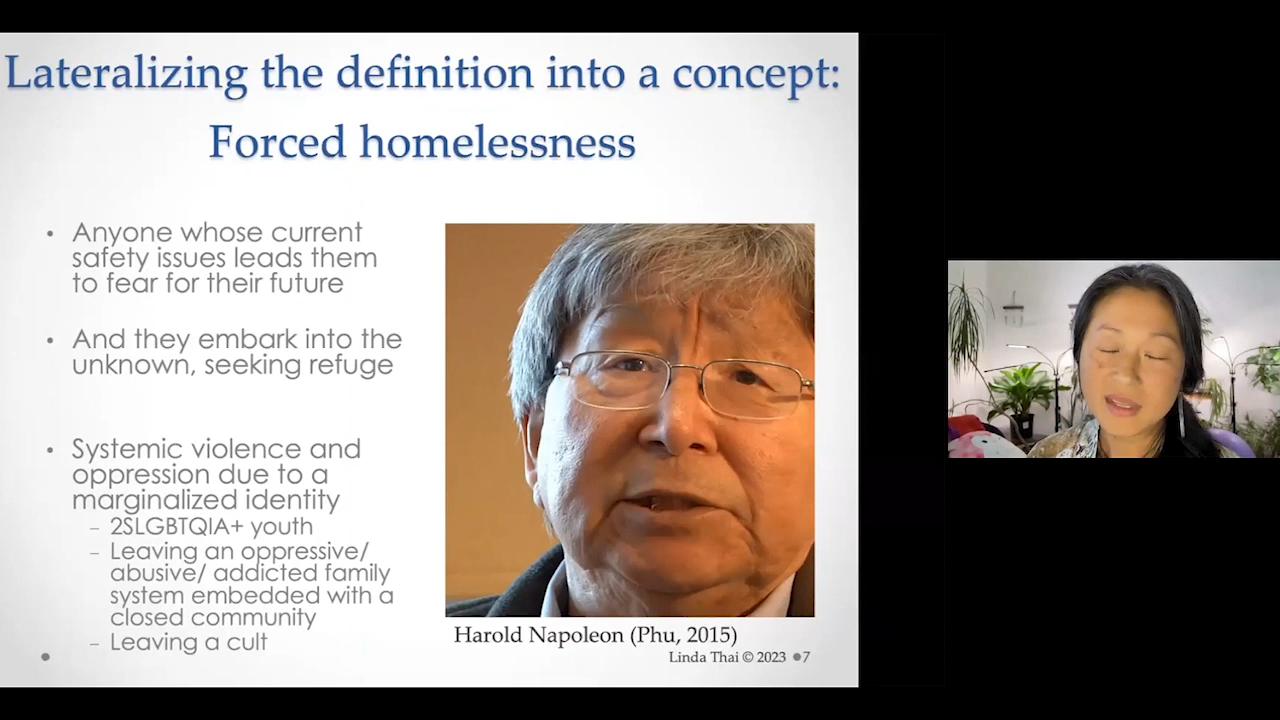 Lateralizing the definition into a concept:
Forced homelessness
• Anyone whose current
safety issues leads them
to fear for their future
• And they embark into the
unknown, seeking refuge
• Systemic violence and
oppression due to a
marginalized identity
– 2SLGBTQIA+ youth
– Leaving an oppressive/
abusive/ addicted family
system embedded with a
closed community
– Leaving a cult
Harold Napoleon (Phu, 2015)
Linda Thai © 2023 •7